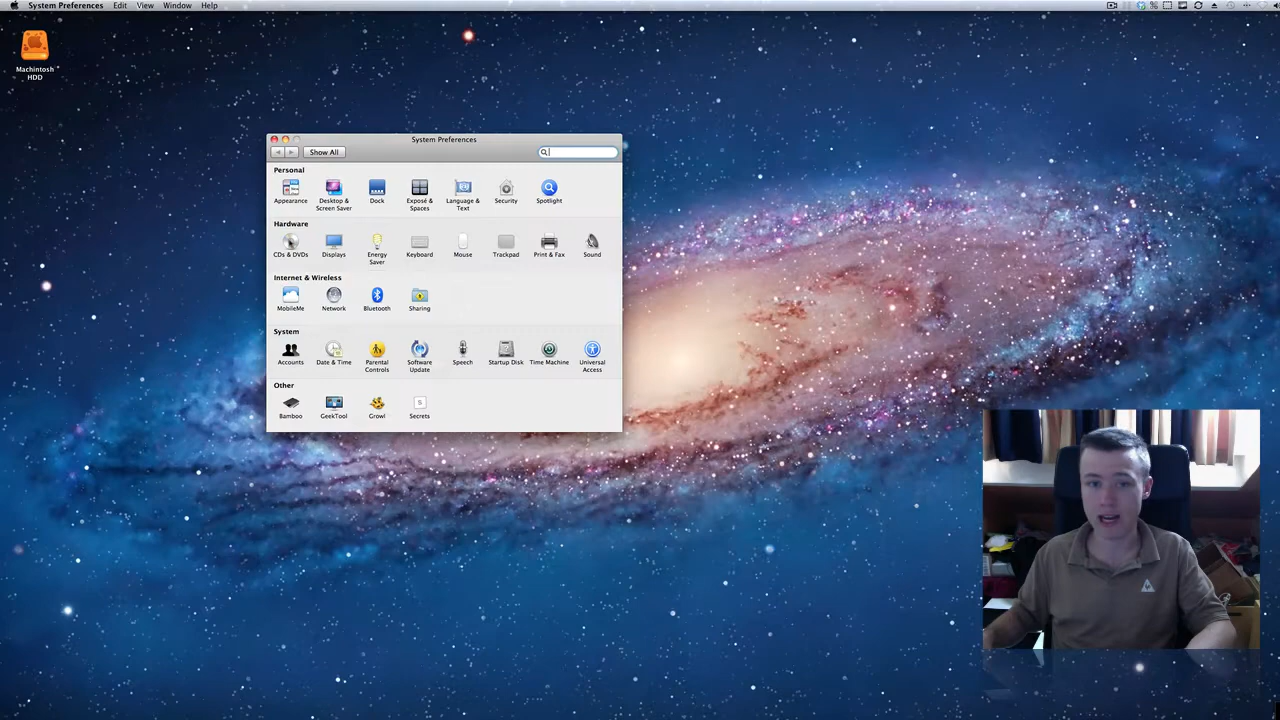 System Preferences Edit View Window Help
Machintosh
HDD
System Preferences
Show All
Personal
Appearance Desktop & Screen Saver Dock Exposé & Spaces Language & Text Security Spotlight
Hardware
CDs & DVDs Displays Energy Saver Keyboard Mouse Trackpad Print & Fax Sound
Internet & Wireless
MobileMe Network Bluetooth Sharing
System
Accounts Date & Time Parental Controls Software Update Speech Startup Disk Time Machine Universal Access
Other
Bamboo GeekTool Growl Secrets